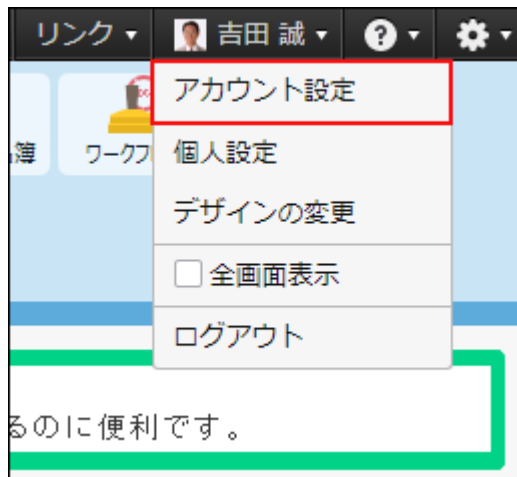 リンク
吉田 誠
?
アカウント設定
簿
ワークフ
個人設定
デザインの変更
全画面表示
ログアウト
るのに便利です。